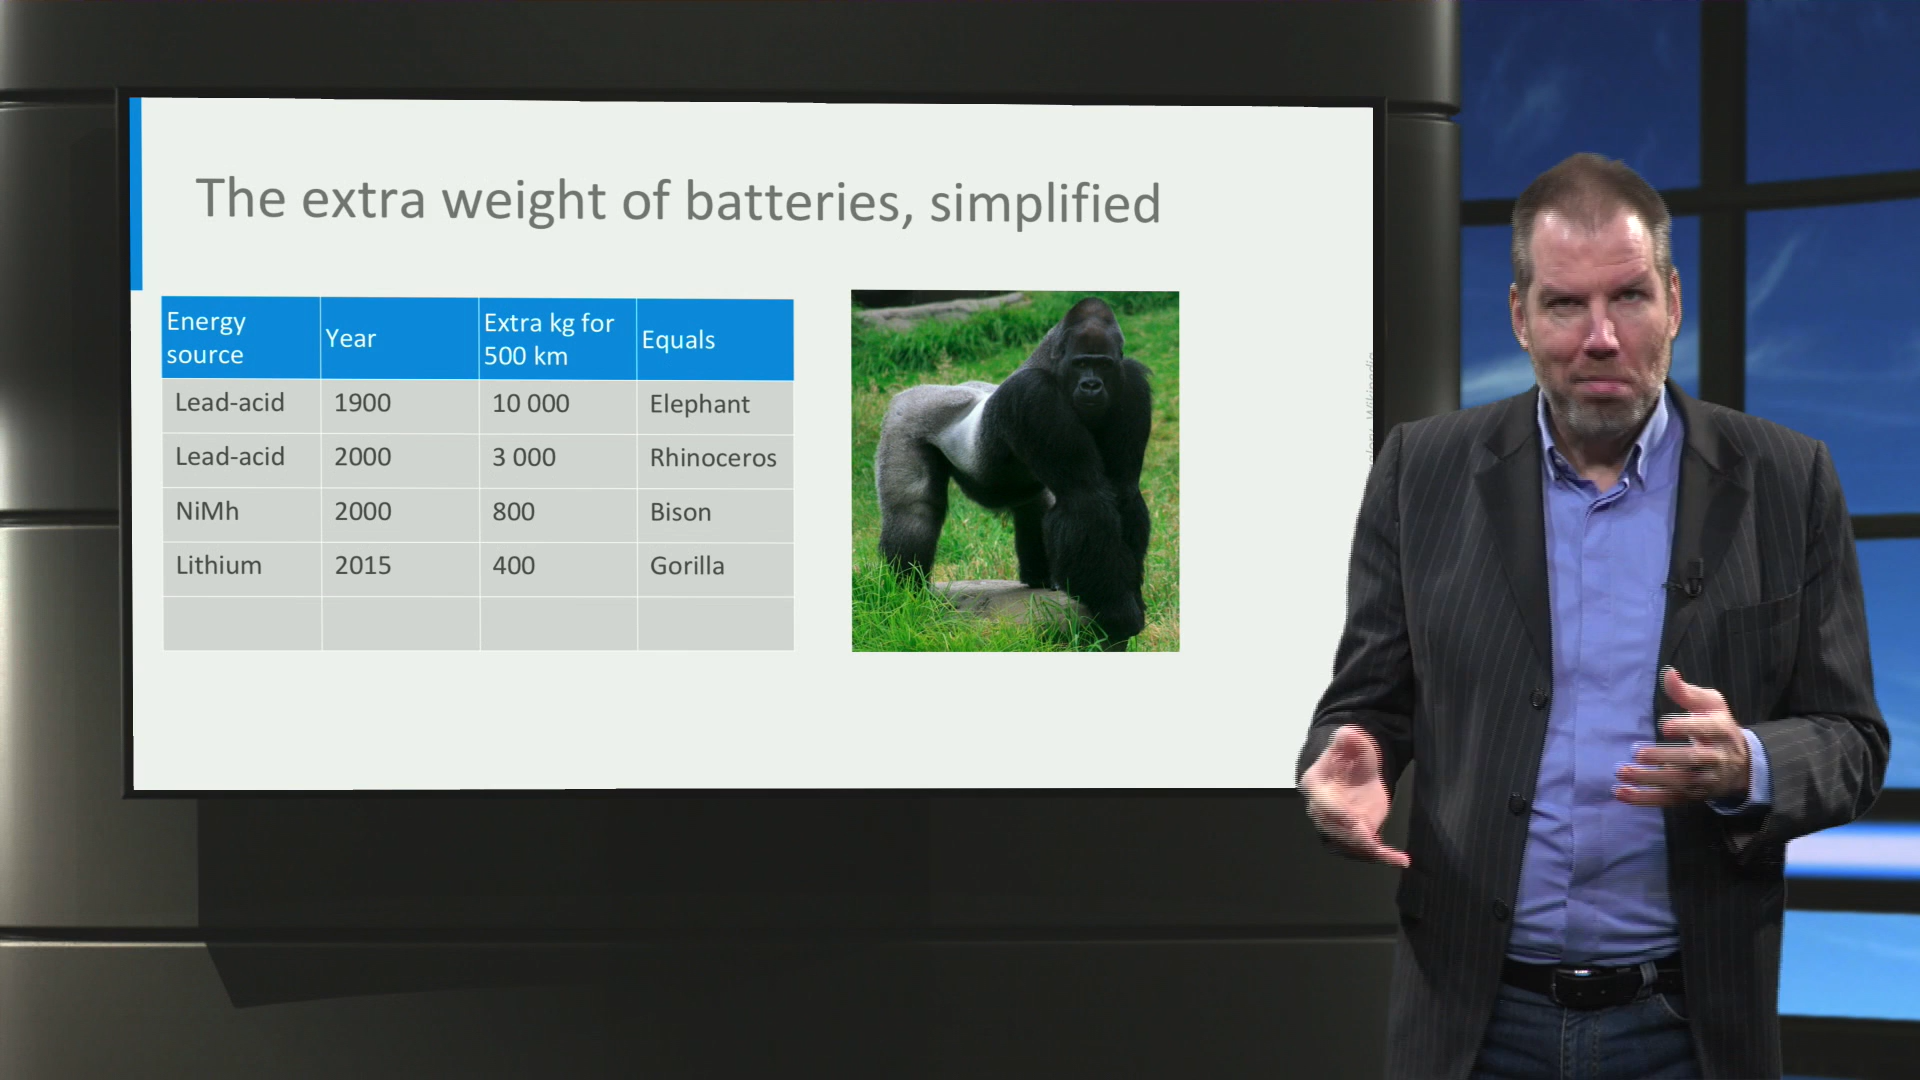 The extra weight of batteries, simplified
Energy source Year Extra kg for 500 km Equals
Lead-acid 1900 10 000 Elephant
Lead-acid 2000 3 000 Rhinoceros
NiMh 2000 800 Bison
Lithium 2015 400 Gorilla
Wikipedia